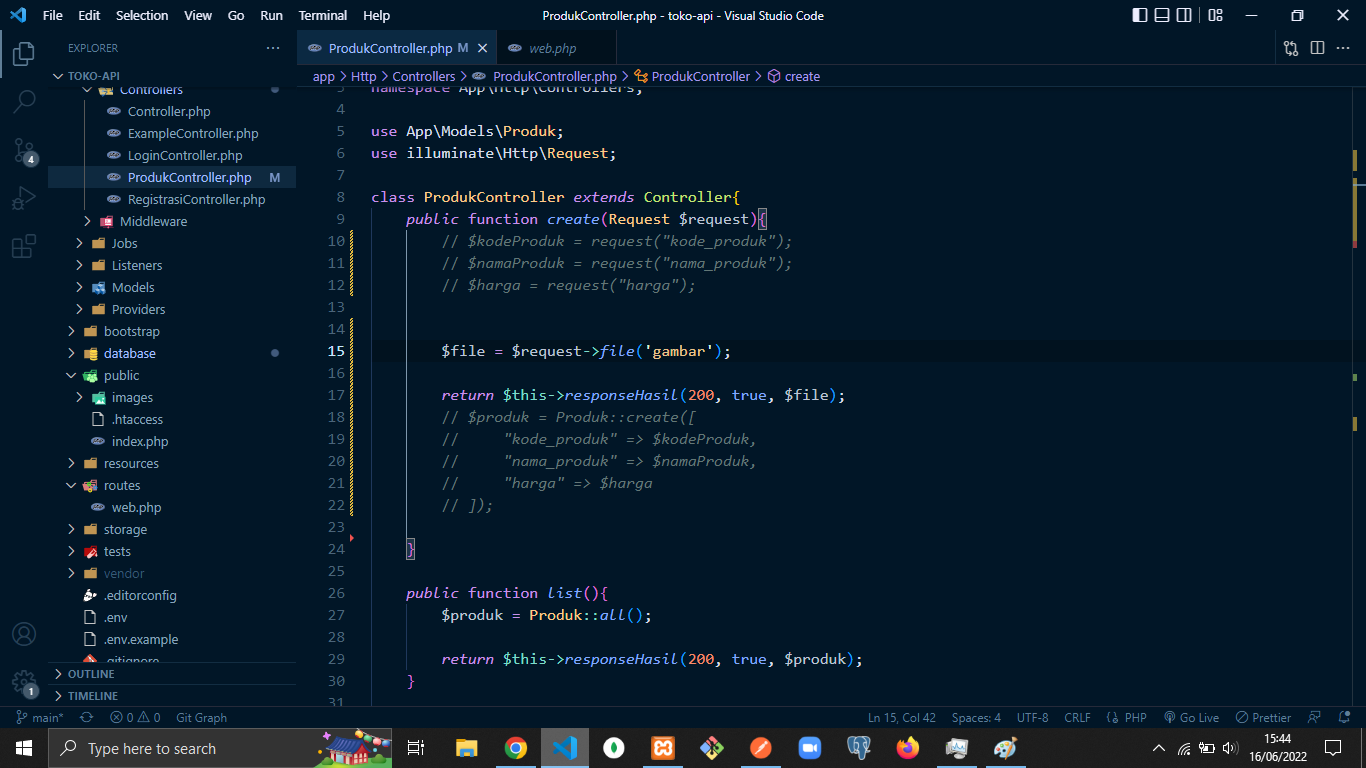 File Edit Selection View Go Run Terminal Help ProdukController.php - toko-api - Visual Studio Code
EXPLORER
TOKO-API
Controllers
Controller.php
ExampleController.php
LoginController.php
ProdukController.php M
RegistrasiController.php
Middleware
Jobs
Listeners
Models
Providers
bootstrap
database
public
images
.htaccess
index.php
resources
routes
web.php
storage
tests
vendor
.editorconfig
.env
.env.example
.gitignore
OUTLINE
TIMELINE
4
1
ProdukController.php M web.php
app > Http > Controllers > ProdukController.php > ProdukController > create
3 namespace App\Http\Controllers;
4
5 use App\Models\Produk;
6 use illuminate\Http\Request;
7
8 class ProdukController extends Controller{
9 public function create(Request $request){
10 // $kodeProduk = request("kode_produk");
11 // $namaProduk = request("nama_produk");
12 // $harga = request("harga");
13
14
15 $file = $request->file('gambar');
16
17 return $this->responseHasil(200, true, $file);
18 // $produk = Produk::create([
19 // "kode_produk" => $kodeProduk,
20 // "nama_produk" => $namaProduk,
21 // "harga" => $harga
22 // ]);
23
24 }
25
26 public function list(){
27 $produk = Produk::all();
28
29 return $this->responseHasil(200, true, $produk);
30 }
31
main* 0 0 Git Graph Ln 15, Col 42 Spaces: 4 UTF-8 CRLF PHP Go Live Prettier
Type here to search
15:44
16/06/2022